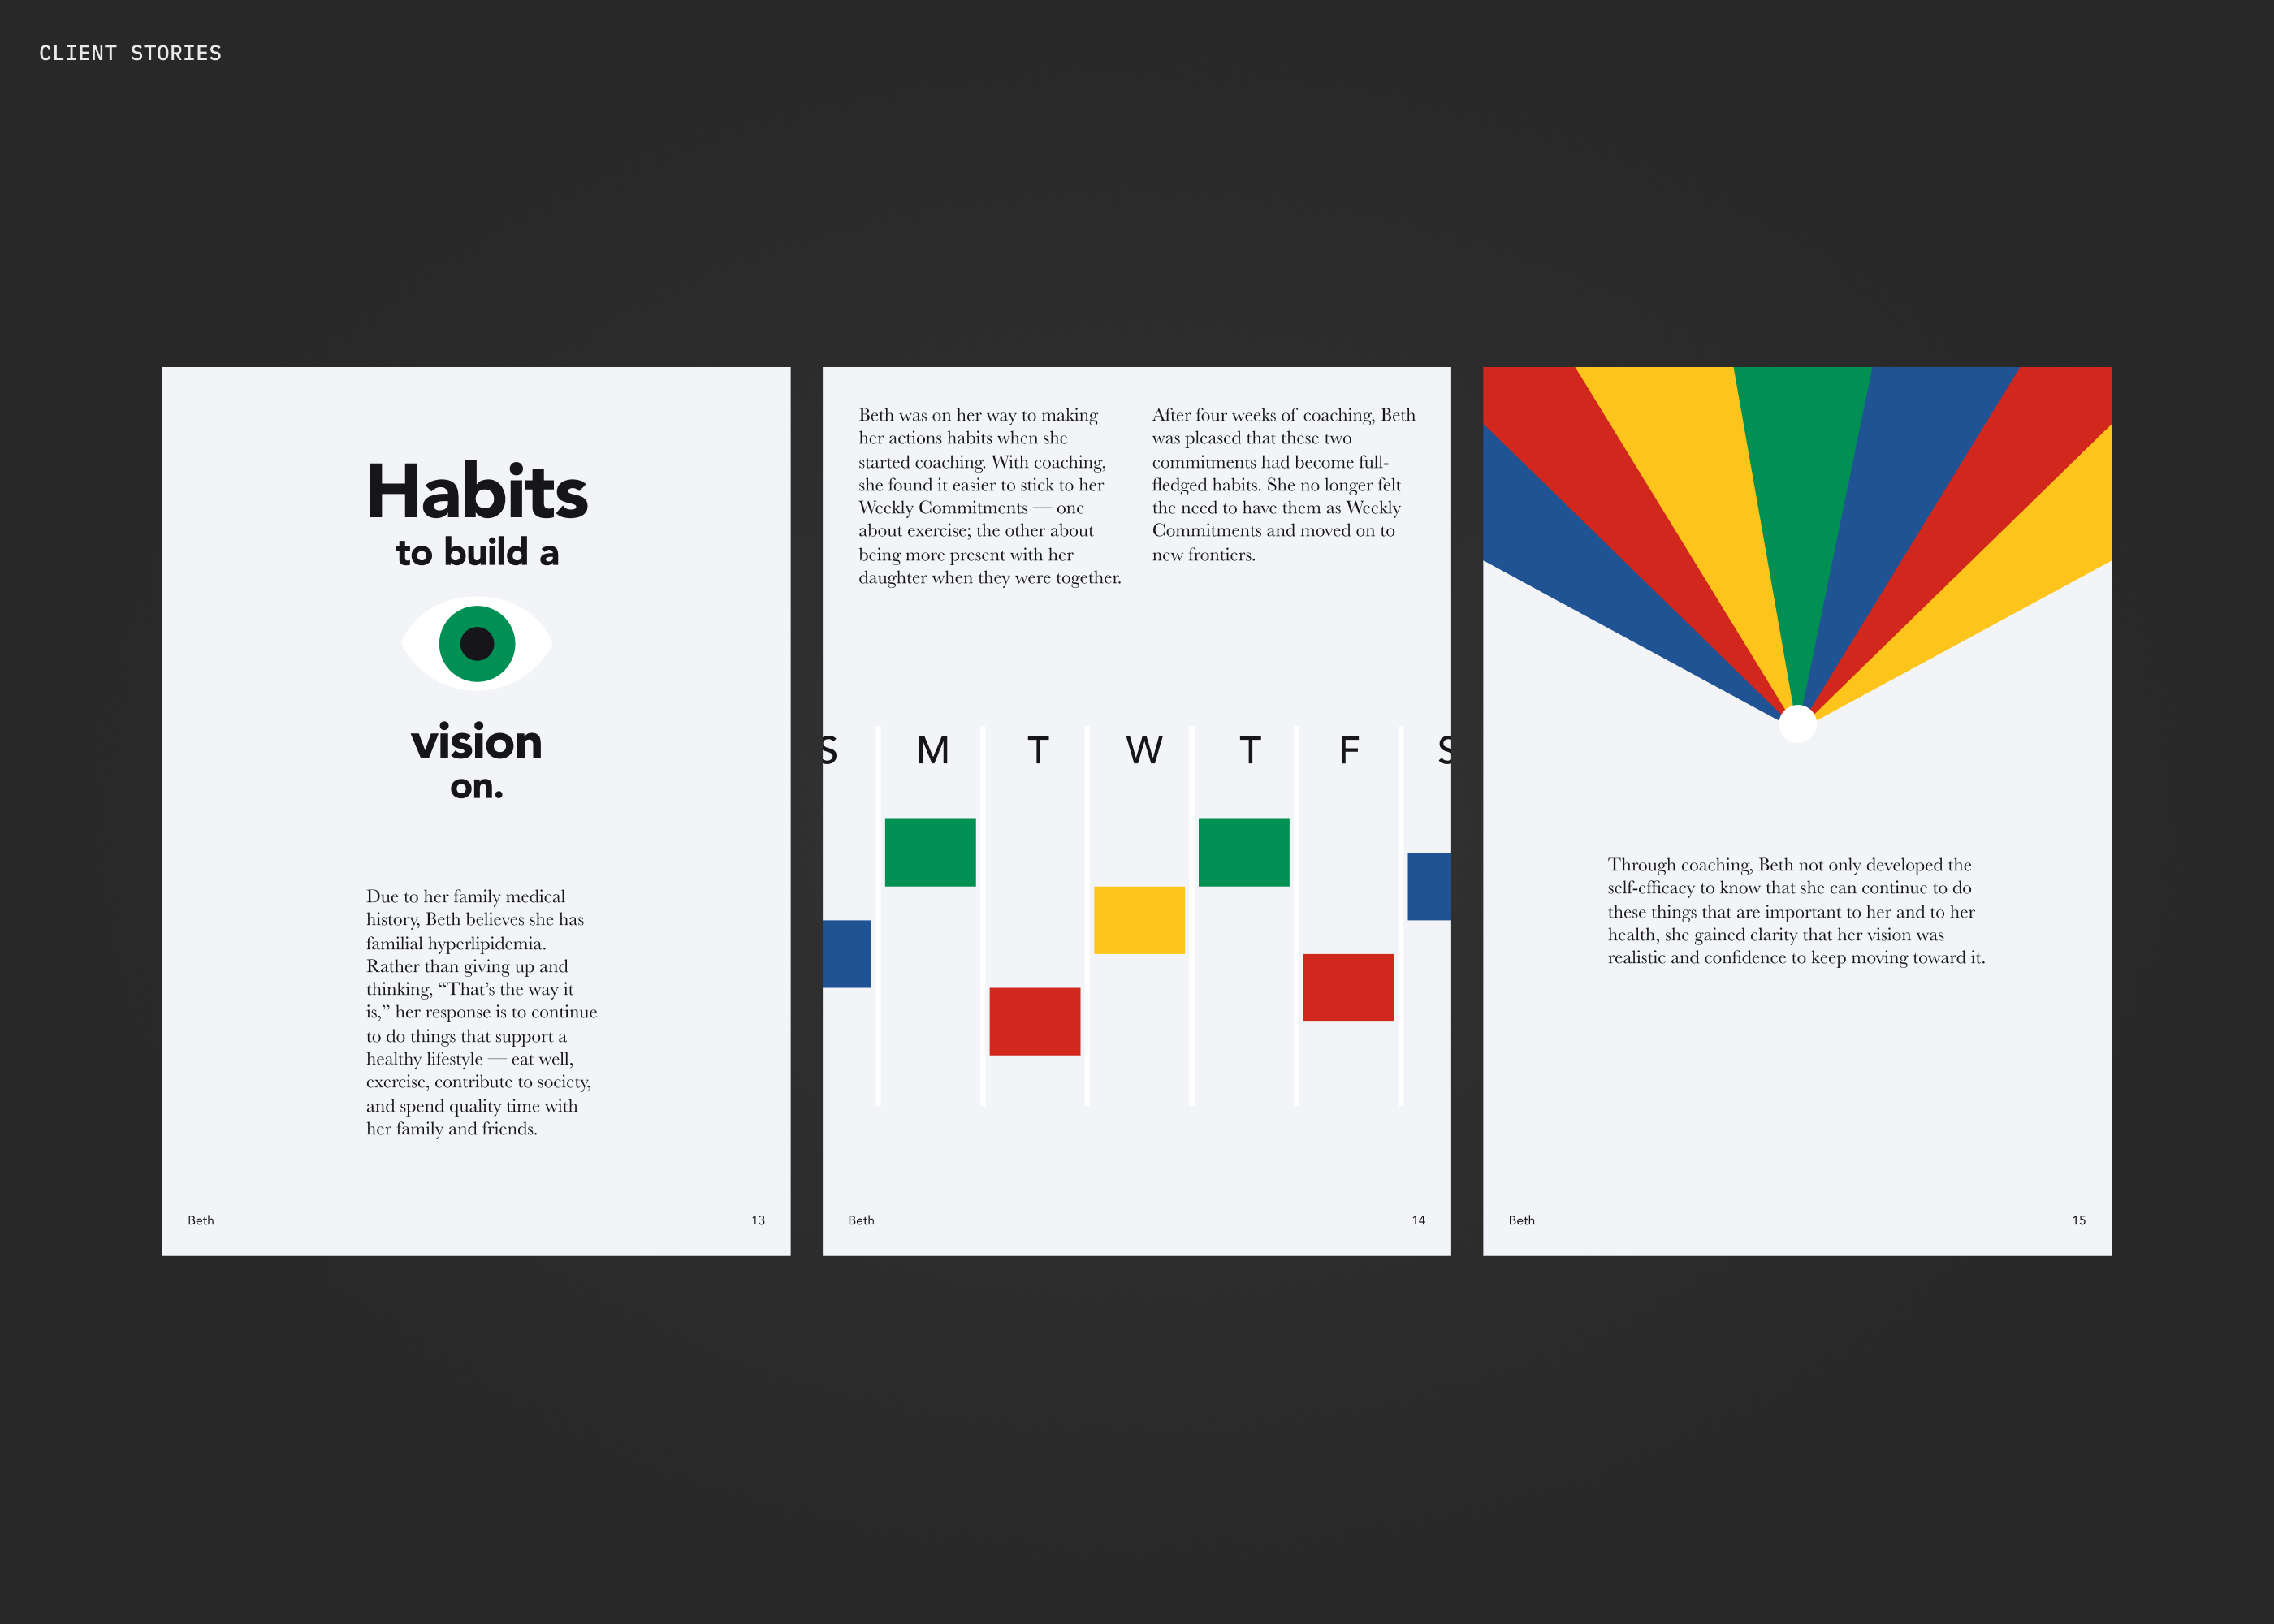 CLIENT STORIES
Habits
to build a
vision
on.
Due to her family medical
history, Beth believes she has
familial hyperlipidemia.
Rather than giving up and
thinking, “That’s the way it
is,” her response is to continue
to do things that support a
healthy lifestyle — eat well,
exercise, contribute to society,
and spend quality time with
her family and friends.
Beth
13
Beth was on her way to making
her actions habits when she
started coaching. With coaching,
she found it easier to stick to her
Weekly Commitments — one
about exercise; the other about
being more present with her
daughter when they were together.
After four weeks of coaching, Beth
was pleased that these two
commitments had become full-
fledged habits. She no longer felt
the need to have them as Weekly
Commitments and moved on to
new frontiers.
S M T W T F S
Beth
14
Through coaching, Beth not only developed the
self-efficacy to know that she can continue to do
these things that are important to her and to her
health, she gained clarity that her vision was
realistic and confidence to keep moving toward it.
Beth
15